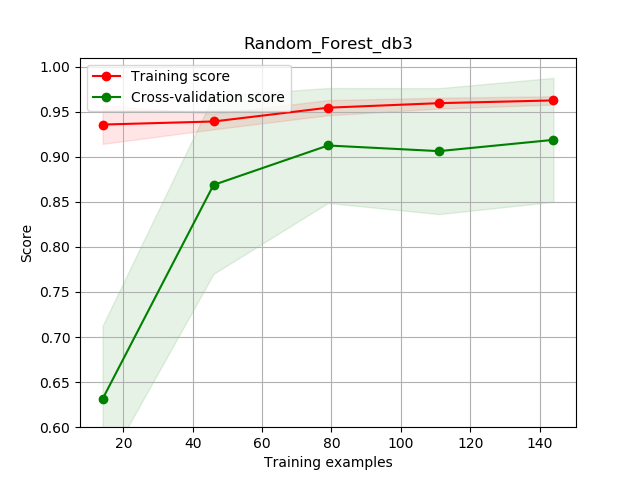 Random_Forest_db3
Training score
Cross-validation score
1.00
0.95
0.90
0.85
0.80
0.75
0.70
0.65
0.60
Score
20 40 60 80 100 120 140
Training examples